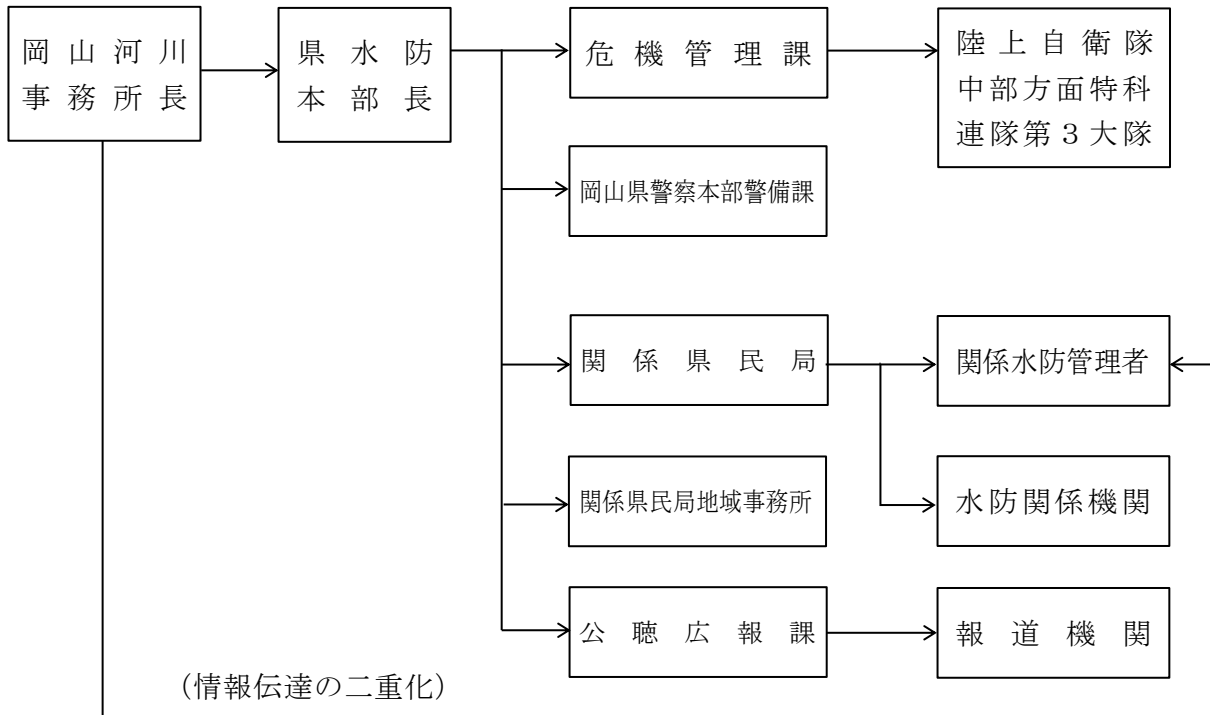 岡山河川
事務所長
県水防
本部長
危機管理課
陸上自衛隊
中部方面特科
連隊第３大隊
岡山県警察本部警備課
関係県民局
関係水防管理者
関係県民局地域事務所
水防関係機関
公聴広報課
報道機関
（情報伝達の二重化）